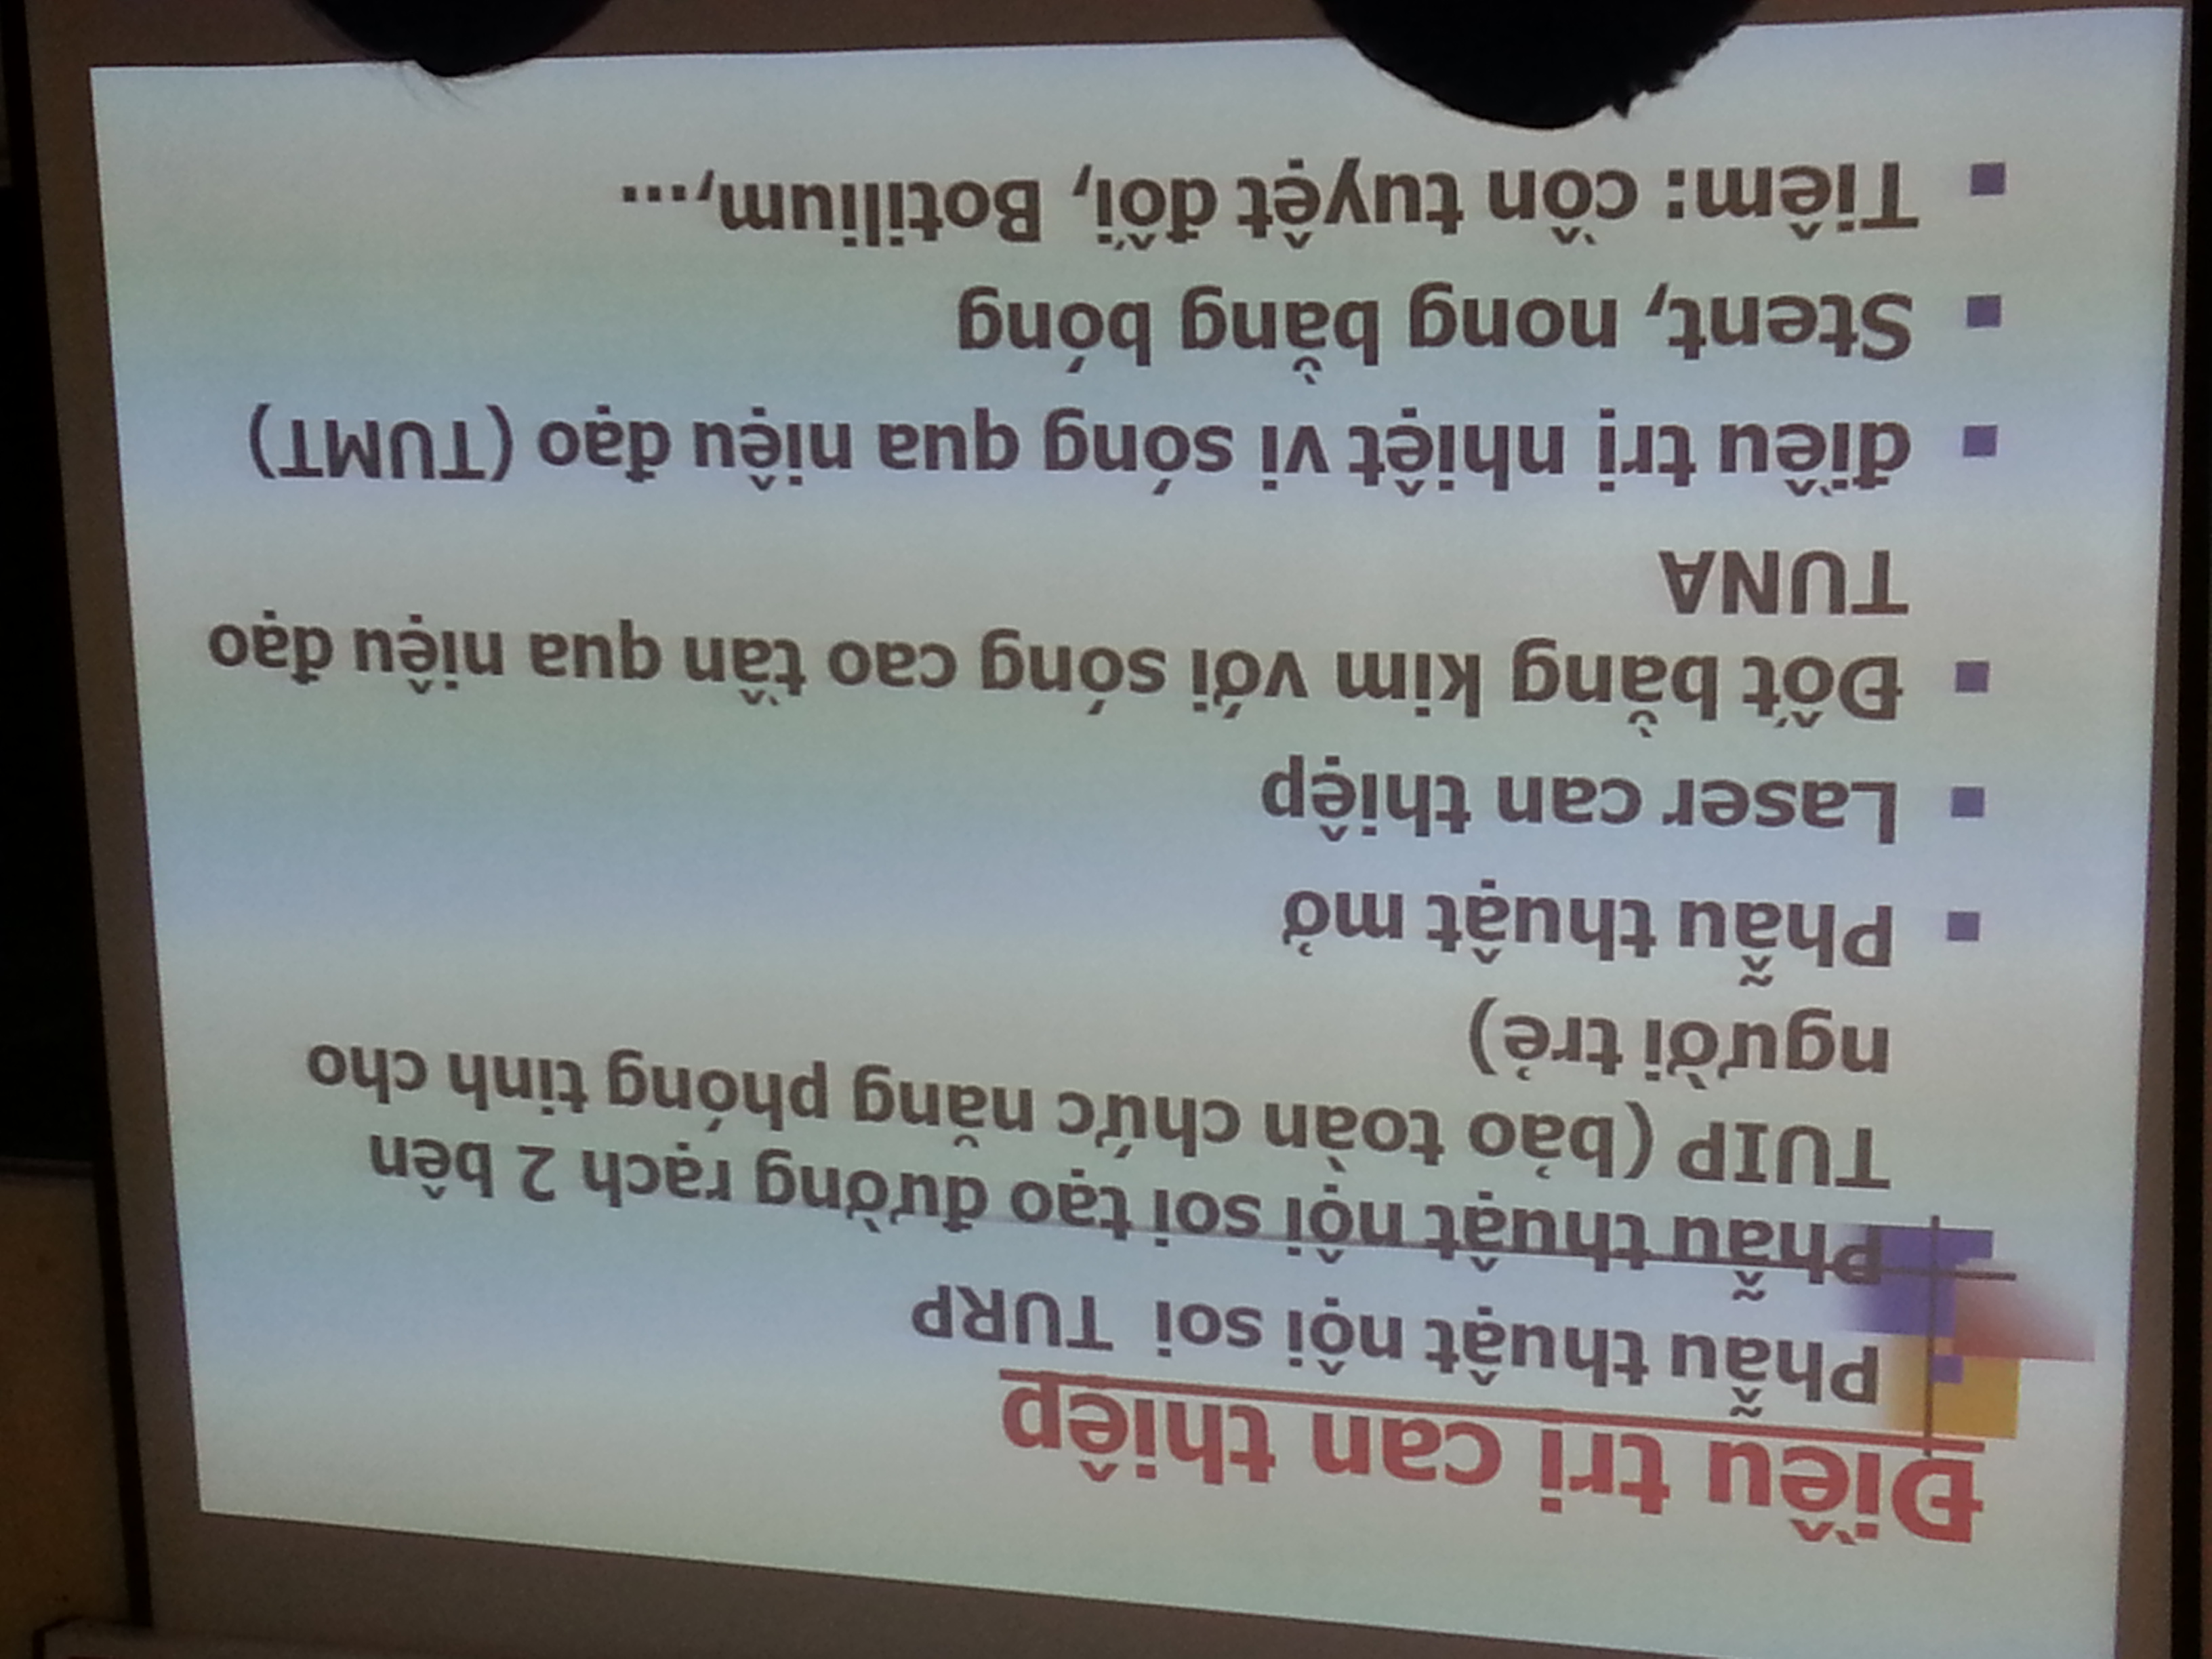 Điều trị can thiệp
Phẫu thuật nội soi TURP
Phẫu thuật nội soi tạo đường rạch 2 bên
TUIP (bảo toàn chức năng phóng tinh cho
người trẻ)
Phẫu thuật mở
Laser can thiệp
Đốt bằng kim với sóng cao tần qua niệu đạo
TUNA
điều trị nhiệt vi sóng qua niệu đạo (TUMT)
Stent, nong bằng bóng
Tiêm: cồn tuyệt đối, Botilium,...